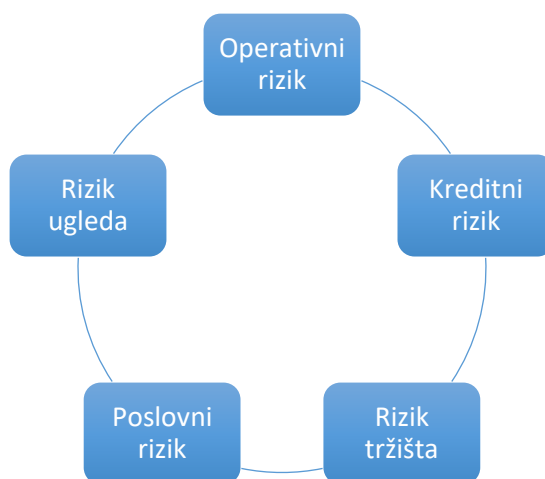 Operativni
rizik
Kreditni
rizik
Rizik
tržišta
Poslovni
rizik
Rizik
ugleda